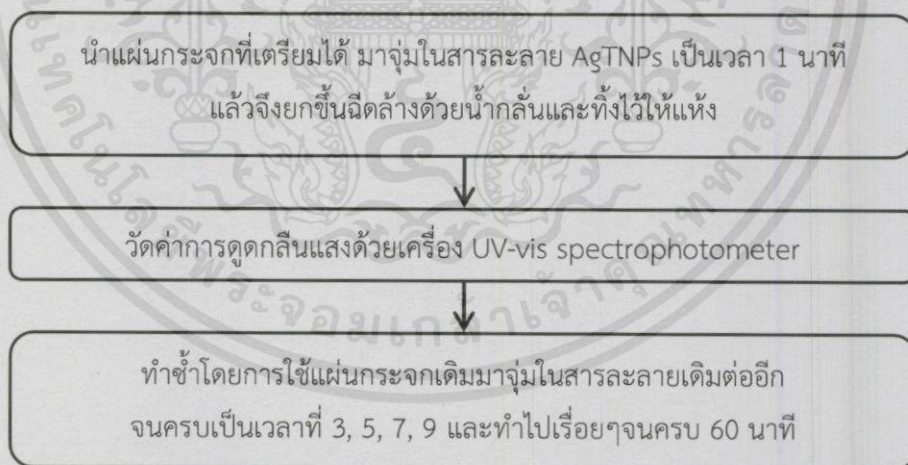 นำแผ่นกระจกที่เตรียมได้ มาจุ่มในสารละลาย AgTNPs เป็นเวลา 1 นาที
แล้วจึงยกขึ้นฉีดล้างด้วยน้ำกลั่นและทิ้งไว้ให้แห้ง
วัดค่าการดูดกลืนแสงด้วยเครื่อง UV-vis spectrophotometer
ทำซ้ำโดยการใช้แผ่นกระจกเดิมมาจุ่มในสารละลายเดิมต่ออีก
จนครบเป็นเวลาที่ 3, 5, 7, 9 และทำไปเรื่อยๆจนครบ 60 นาที